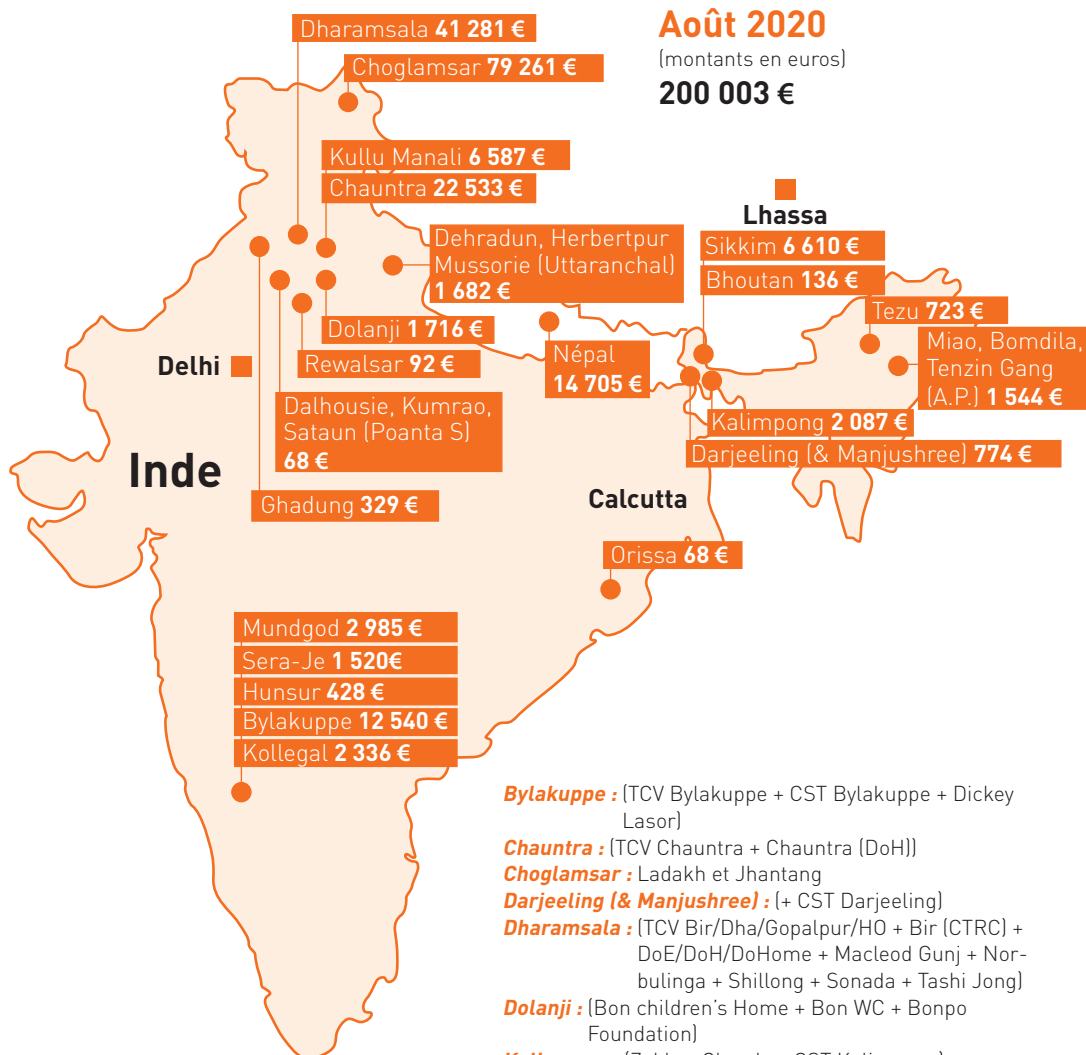 Août 2020
(montants en euros)
200 003 €
Dharamsala 41 281 €
Choglamsar 79 261 €
Kullu Manali 6 587 €
Chauntra 22 533 €
Lhassa
Dehradun, Herbertpur
Mussorie (Uttaranchal)
1 682 €
Sikkim 6 610 €
Bhoutan 136 €
Tezu 723 €
Miao, Bomdila,
Tenzin Gang
(A.P.) 1 544 €
Dolanji 1 716 €
Rewalsar 92 €
Népal
14 705 €
Delhi
Dalhousie, Kumrao,
Sataun (Poanta S)
68 €
Kalimpong 2 087 €
Darjeeling (& Manjushree) 774 €
Inde
Ghadung 329 €
Calcutta
Orissa 68 €
Mundgod 2 985 €
Sera-Je 1 520€
Hunsur 428 €
Bylakuppe 12 540 €
Kollegal 2 336 €
Bylakuppe : (TCV Bylakuppe + CST Bylakuppe + Dickey
Lasor)
Chauntra : (TCV Chauntra + Chauntra (DoH))
Choglamsar : Ladakh et Jhantang
Darjeeling (& Manjushree) : (+ CST Darjeeling)
Dharamsala : (TCV Bir/Dha/Gopalpur/HO + Bir (CTRC) +
DoE/DoH/DoHome + Macleod Gunj + Nor-
bulinga + Shillong + Sonada + Tashi Jong)
Dolanji : (Bon children's Home + Bon WC + Bonpo
Foundation)